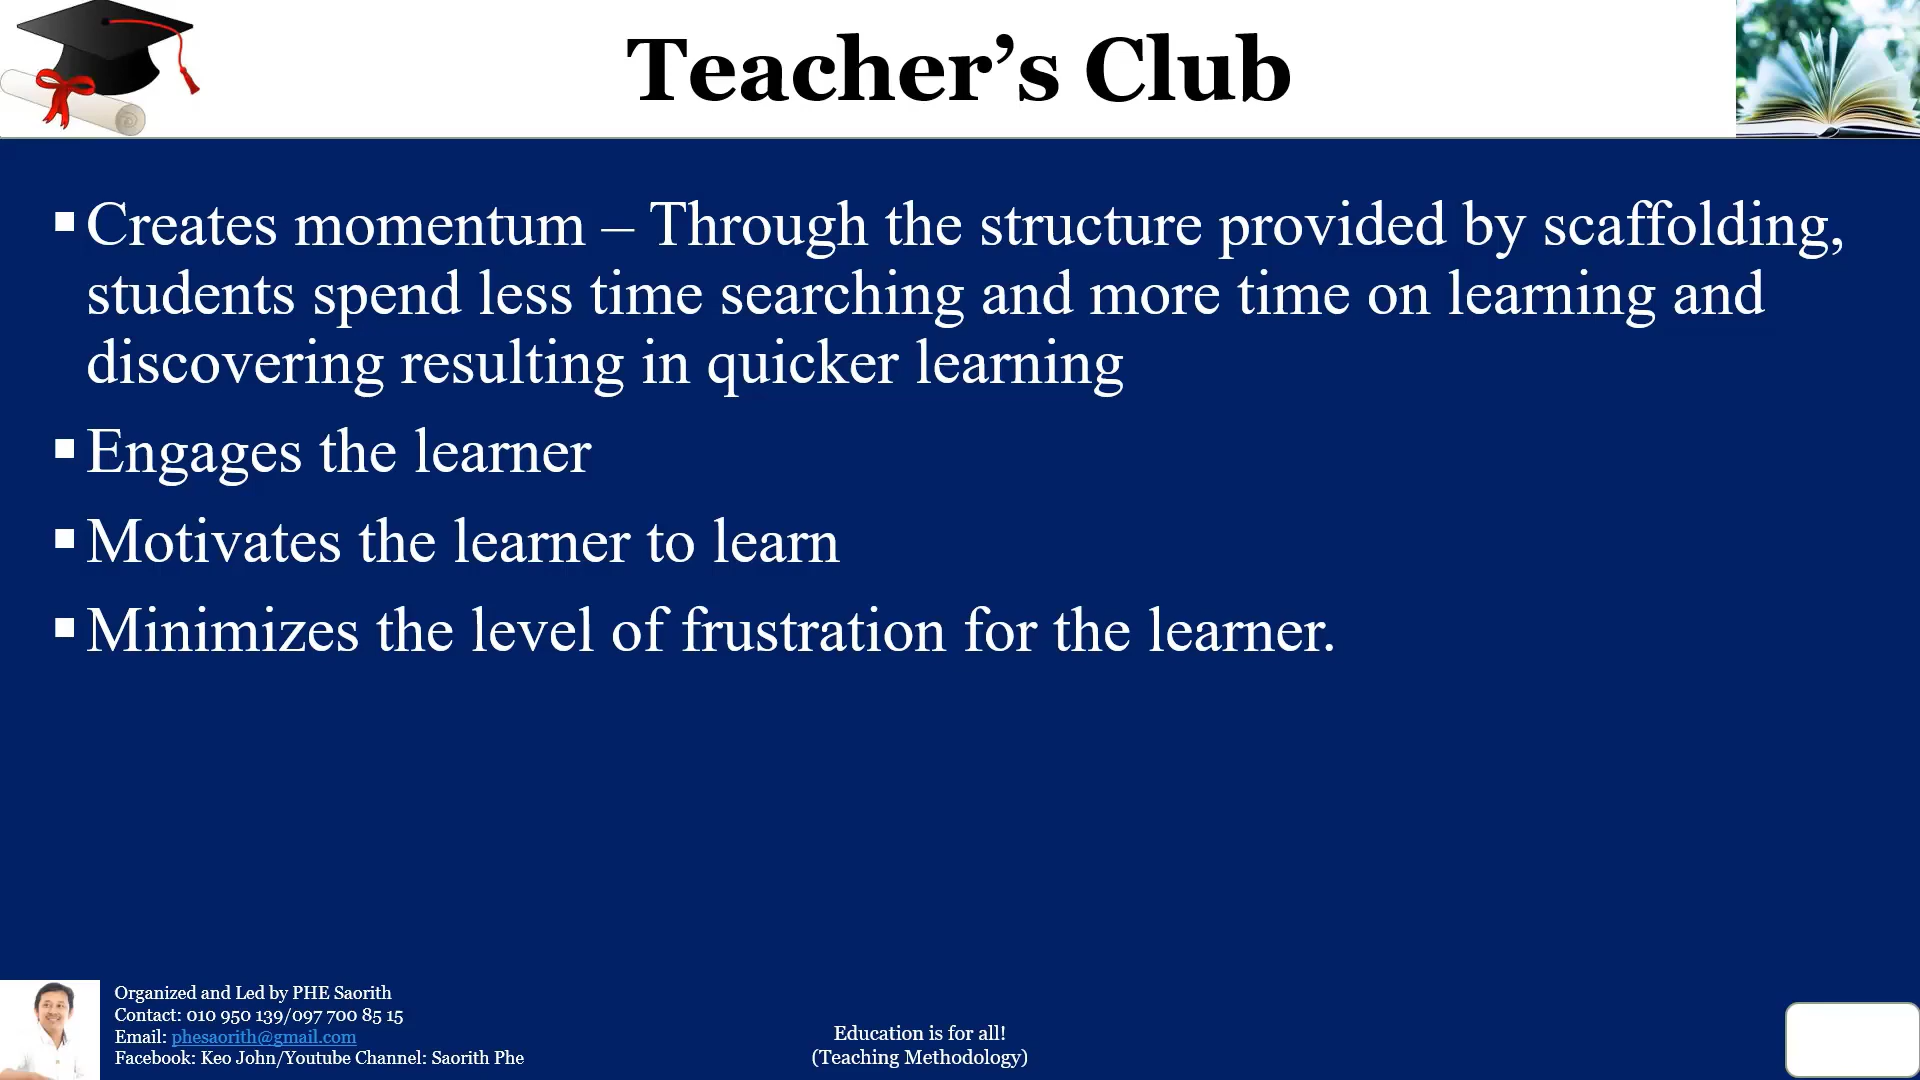 Teacher’s Club
▪Creates momentum – Through the structure provided by scaffolding,
students spend less time searching and more time on learning and
discovering resulting in quicker learning
▪Engages the learner
▪Motivates the learner to learn
▪Minimizes the level of frustration for the learner.
Organized and Led by PHE Saorith
Contact: 010 950 139/097 700 85 15
Email: phesaorith@gmail.com
Facebook: Keo John/Youtube Channel: Saorith Phe
Education is for all!
(Teaching Methodology)